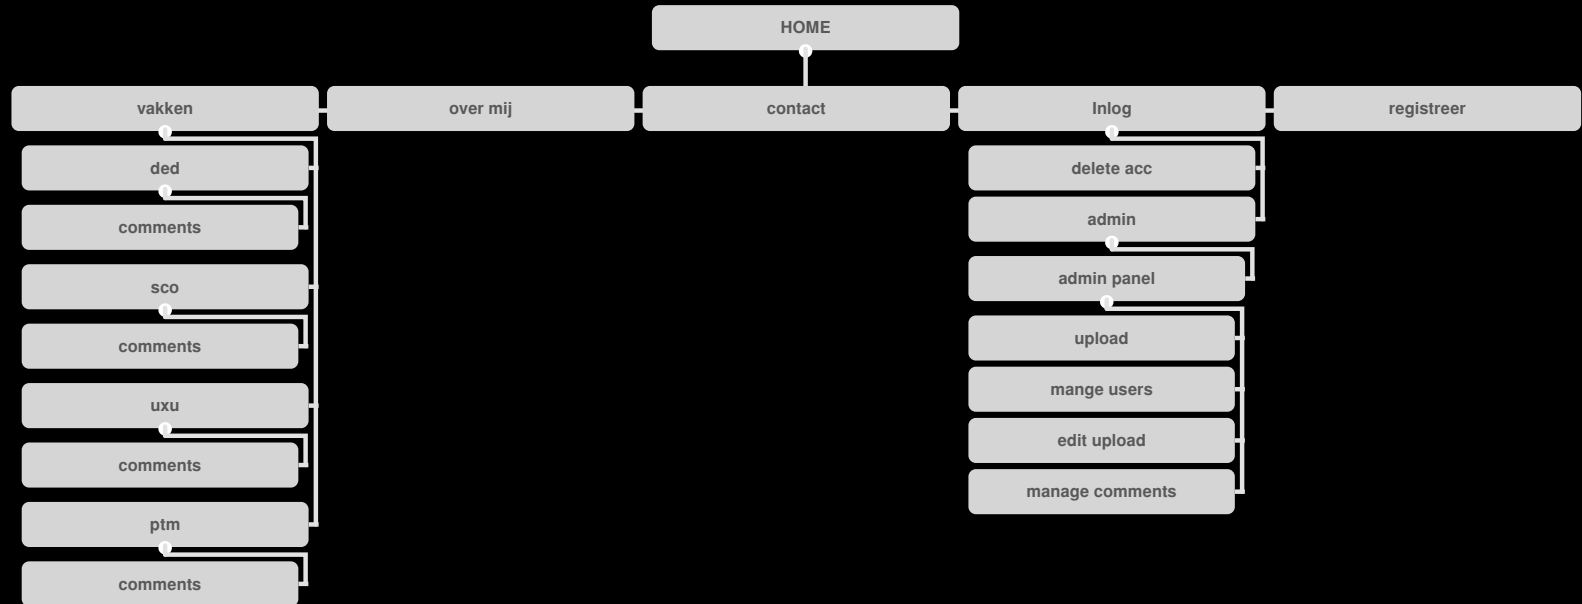 HOME
vakken
over mij
contact
Inlog
registreer
ded
comments
sco
comments
uxu
comments
ptm
comments
delete acc
admin
admin panel
upload
mange users
edit upload
manage comments